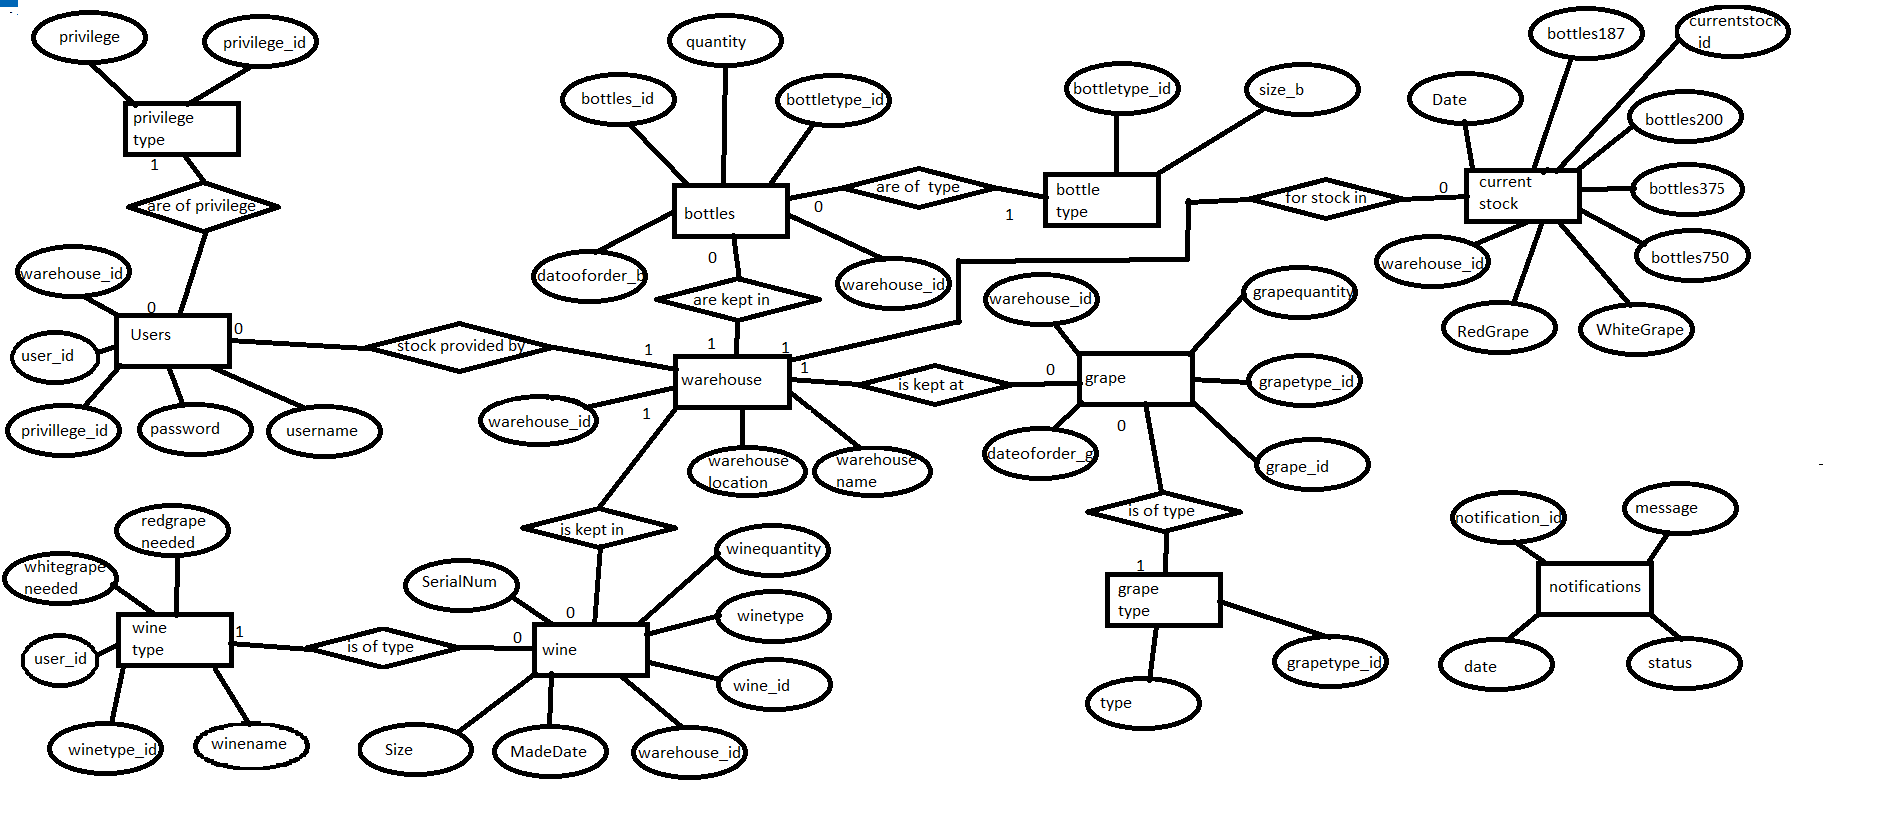 privilege
privilege_id
privilege
type
1
are of privilege
0
warehouse_id
user_id
privillege_id
password
username
Users
0
stock provided by
1
quantity
bottles_id
bottletype_id
bottles
datooforder_b
warehouse_id
0
are of type
1
bottletype_id
size_b
bottle
type
0
are kept in
1
1
for stock in
0
Date
bottles187
currentstock
id
bottles200
bottles375
bottles750
current
stock
warehouse_id
RedGrape
WhiteGrape
warehouse
warehouse_id
warehouse
location
warehouse
name
1
is kept at
0
warehouse_id
grapequantity
grape
grapetype_id
grape_id
dateoforder_g
0
is of type
1
grape
type
grapetype_id
type
1
is kept in
0
SerialNum
winequantity
winetype
wine_id
wine
Size
MadeDate
warehouse_id
0
is of type
1
redgrape
needed
whitegrape
needed
wine
type
user_id
winetype_id
winename
notification_id
message
notifications
date
status